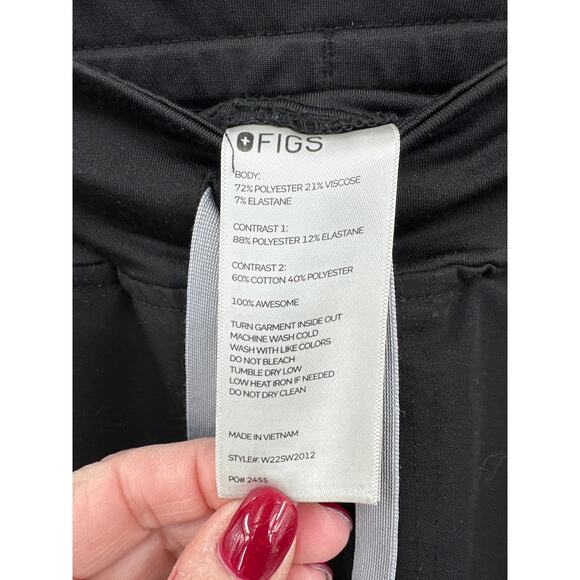 FIGS
BODY:
72% POLYESTER 21% VISCOSE
7% ELASTANE
CONTRAST 1:
88% POLYESTER 12% ELASTANE
CONTRAST 2:
60% COTTON 40% POLYESTER
100% AWESOME
TURN GARMENT INSIDE OUT
MACHINE WASH COLD
WASH WITH LIKE COLORS
DO NOT BLEACH
TUMBLE DRY LOW
LOW HEAT IRON IF NEEDED
DO NOT DRY CLEAN
MADE IN VIETNAM
STYLE#: W22SW2012
PO# 2455